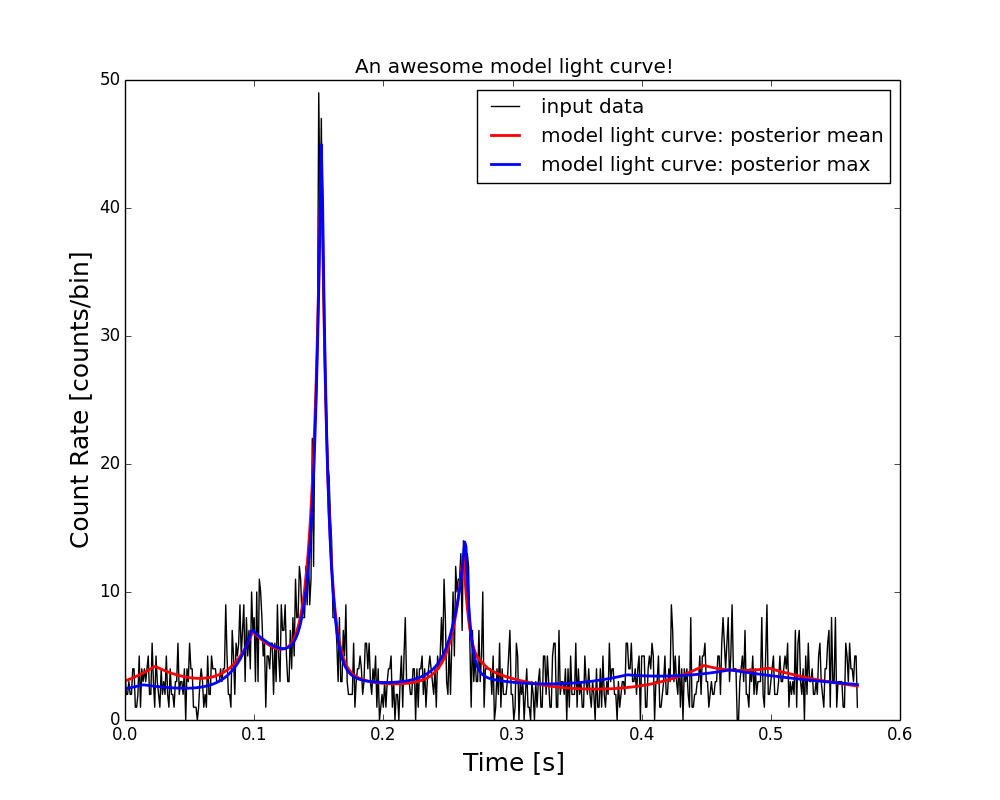 An awesome model light curve!
input data
model light curve: posterior mean
model light curve: posterior max
Count Rate [counts/bin]
50
40
30
20
10
0
0.0 0.1 0.2 0.3 0.4 0.5 0.6
Time [s]